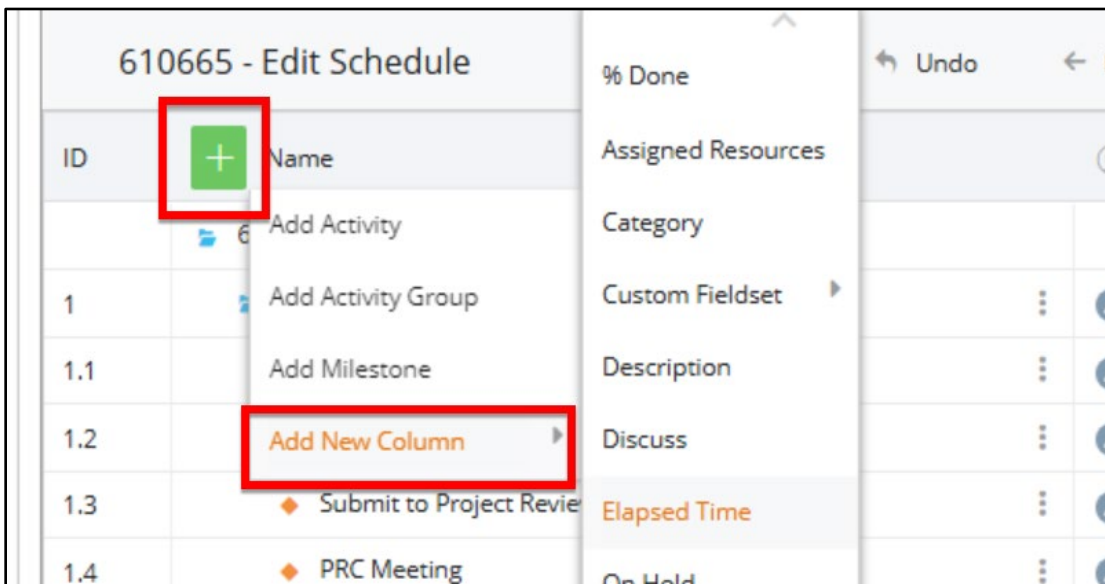 610665 - Edit Schedule
Undo
ID
Name
6
1
1.1
1.2
1.3
Submit to Project Revie
1.4
PRC Meeting
Add Activity
Add Activity Group
Add Milestone
Add New Column
% Done
Assigned Resources
Category
Custom Fieldset
Description
Discuss
Elapsed Time
On Hold